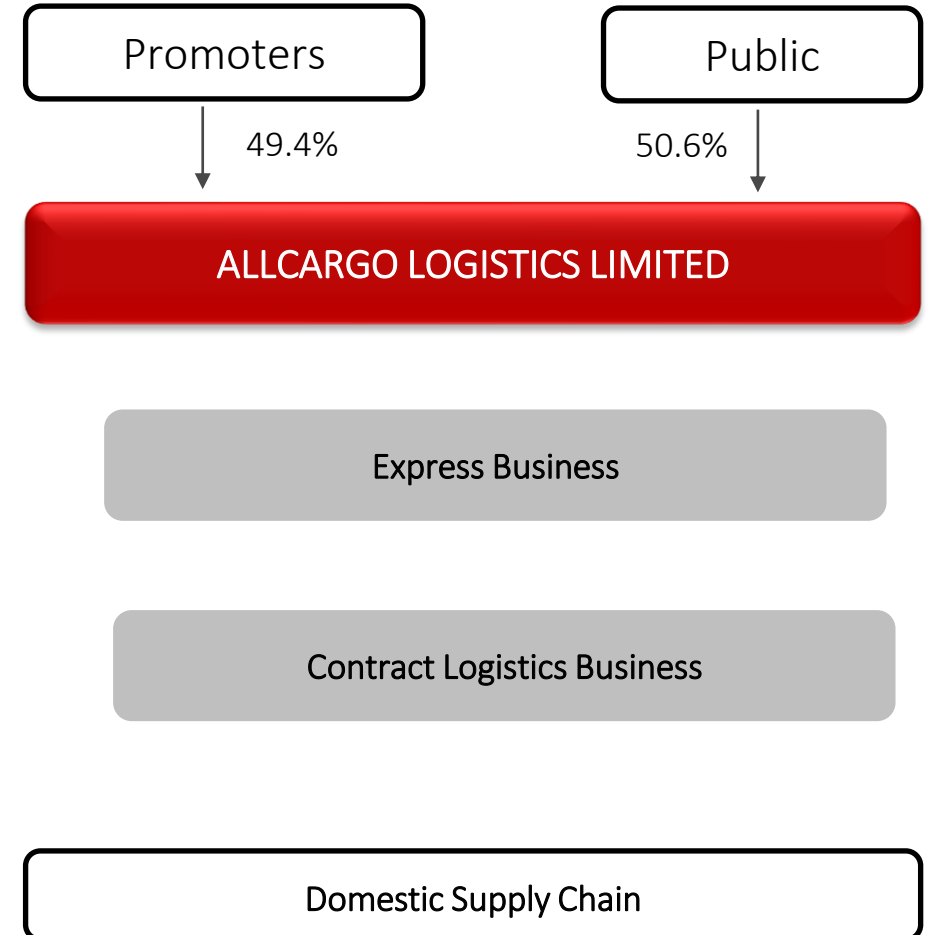 Promoters
Public
49.4%
50.6%
ALLCARGO LOGISTICS LIMITED
Express Business
Contract Logistics Business
Domestic Supply Chain